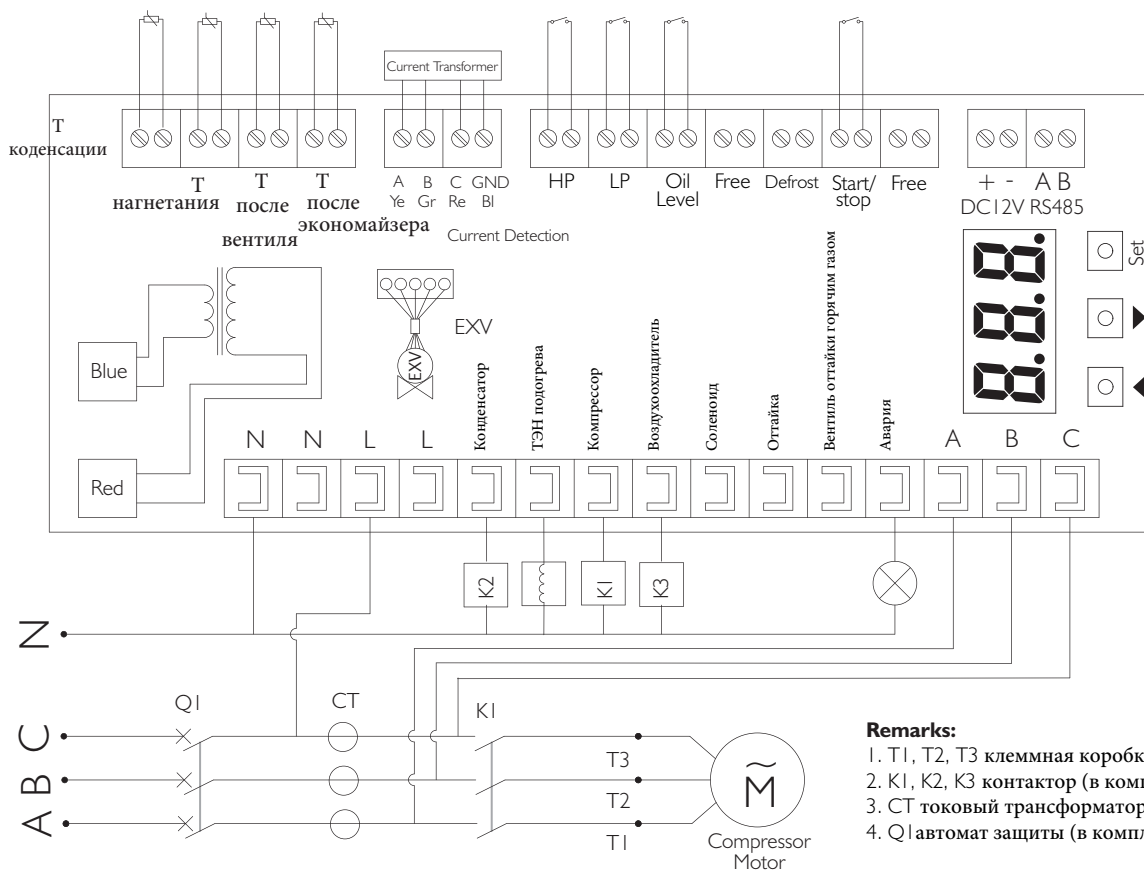 Current Transformer
Т
коденсации
Т
нагнетания
Т
после
вентиля
Т
после
экономайзера
A B C GND
Ye Gr Re Bl
Current Detection
HP
LP
Oil
Level
Free
Defrost
Start/
stop
Free
+ - A B
DC12V RS485
8.8.8.
Set
Blue
Red
EXV
EXV
N
N
L
L
Конденсатор
ТЭН подогрева
Компрессор
Воздухоохладитель
Соленоид
Оттайка
Вентиль оттайки горячим газом
Авария
A
B
C
K2
K1
K3
N
C
B
A
Q1
CT
K1
T3
T2
T1
M
Compressor
Motor
Remarks:
1. T1, T2, T3 клеммная коробк
2. K1, K2, K3 контактор (в комп
3. CT токовый трансформатор
4. Q1автомат защиты (в компл